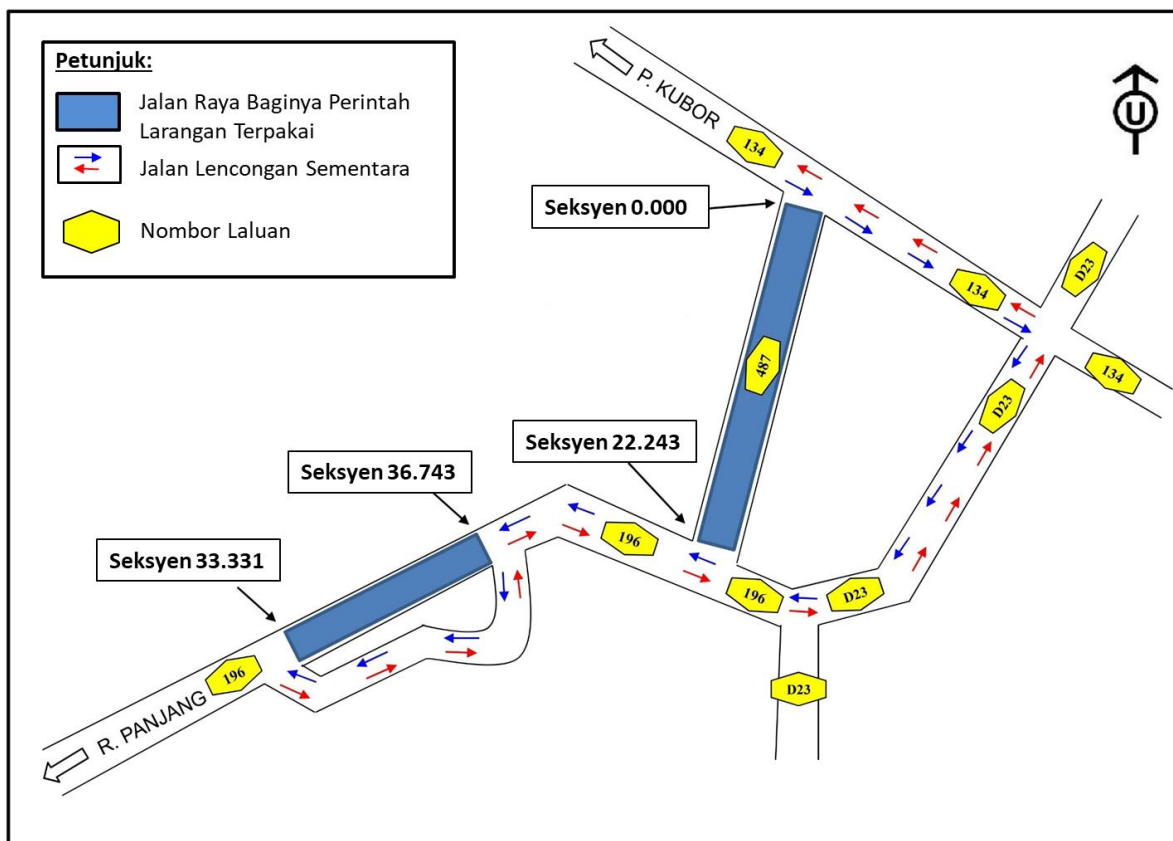 Petunjuk:
Jalan Raya Baginya Perintah
Larangan Terpakai
Jalan Lencongan Sementara
Nombor Laluan
P. KUBOR
134
U
Seksyen 0.000
134
D23
134
487
D23
Seksyen 22.243
Seksyen 36.743
196
Seksyen 33.331
196
D23
196
R. PANJANG
D23